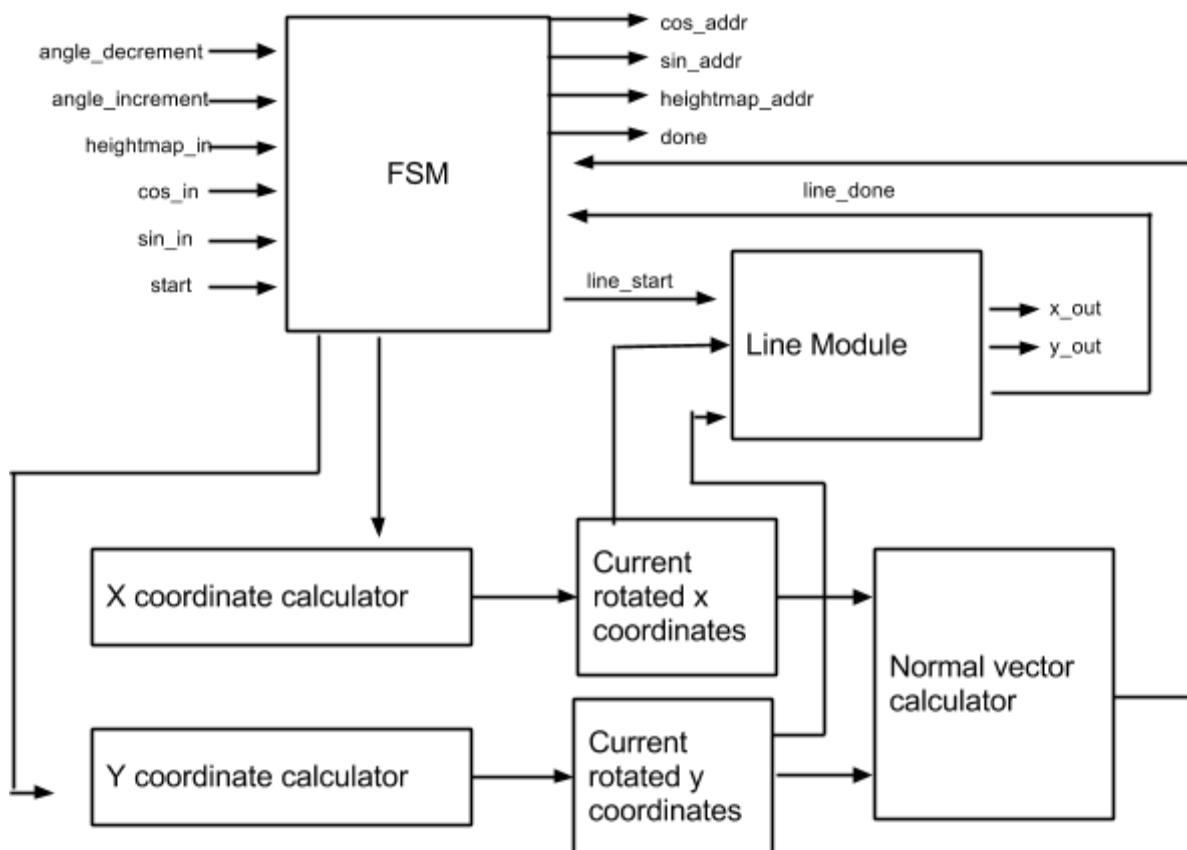 cos_addr
angle_decrement
sin_addr
angle_increment
heightmap_addr
heightmap_in
done
FSM
cos_in
line_done
sin_in
start
line_start
x_out
Line Module
y_out
X coordinate calculator
Current
rotated x
coordinates
Normal vector
calculator
Y coordinate calculator
Current
rotated y
coordinates